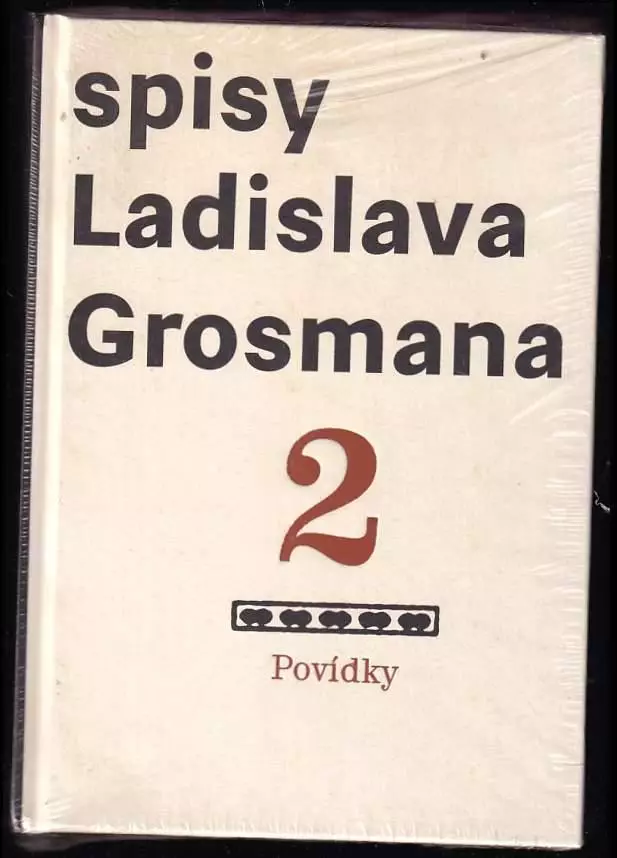 spisy
Ladislava
Grosmana
2
Povídky